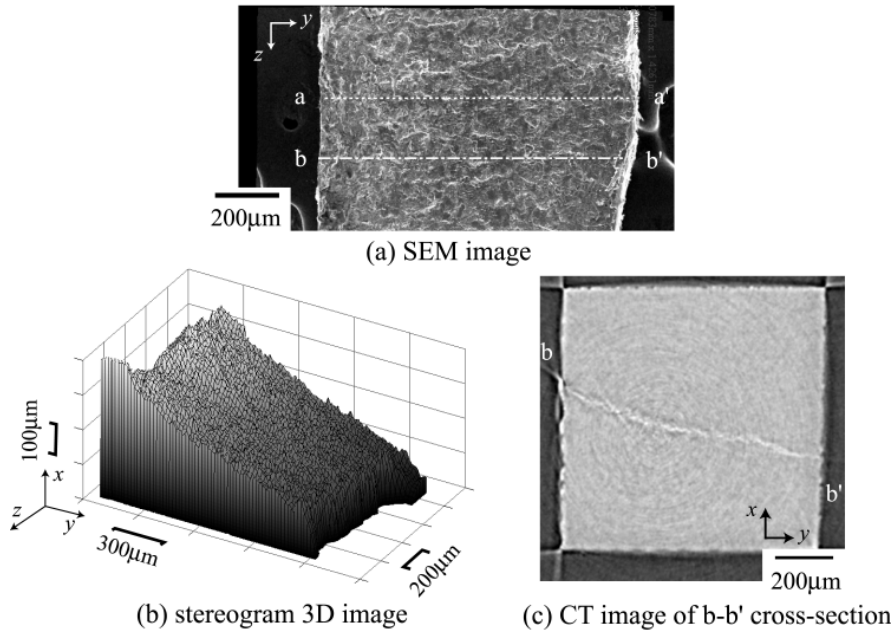 y
z
a
a'
b
b'
200μm
(a) SEM image
100μm
x
z
y
300μm
200μm
(b) stereogram 3D image
b
b'
x
y
200μm
(c) CT image of b-b' cross-section